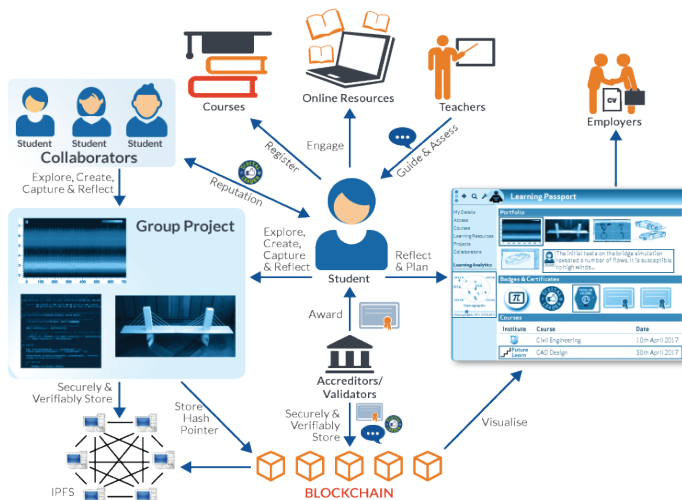 Courses
Online Resources
Teachers
Employers
CV
Student
Student
Student
Collaborators
Explore, Create,
Capture & Reflect
Register
Engage
Guide & Assess
Reputation
Group Project
Explore,
Create,
Capture
& Reflect
Student
Reflect
& Plan
Learning Passport
My Details
Access
Courses
Learning Resources
Projects
Collaborators
Learning Analytics
Portfolio
The initial tests on the bridge simulation
revealed a number of flows. It is susceptible
to high winds...
Badges & Certificates
Courses
Institute
Course
Date
Civil Engineering
10th April 2017
Future
Learn
CAD Design
30th April 2017
Award
Accreditors/
Validators
Securely &
Verifiably
Store
Securely &
Verifiably Store
Store
Hash
Pointer
Visualise
IPFS
BLOCKCHAIN